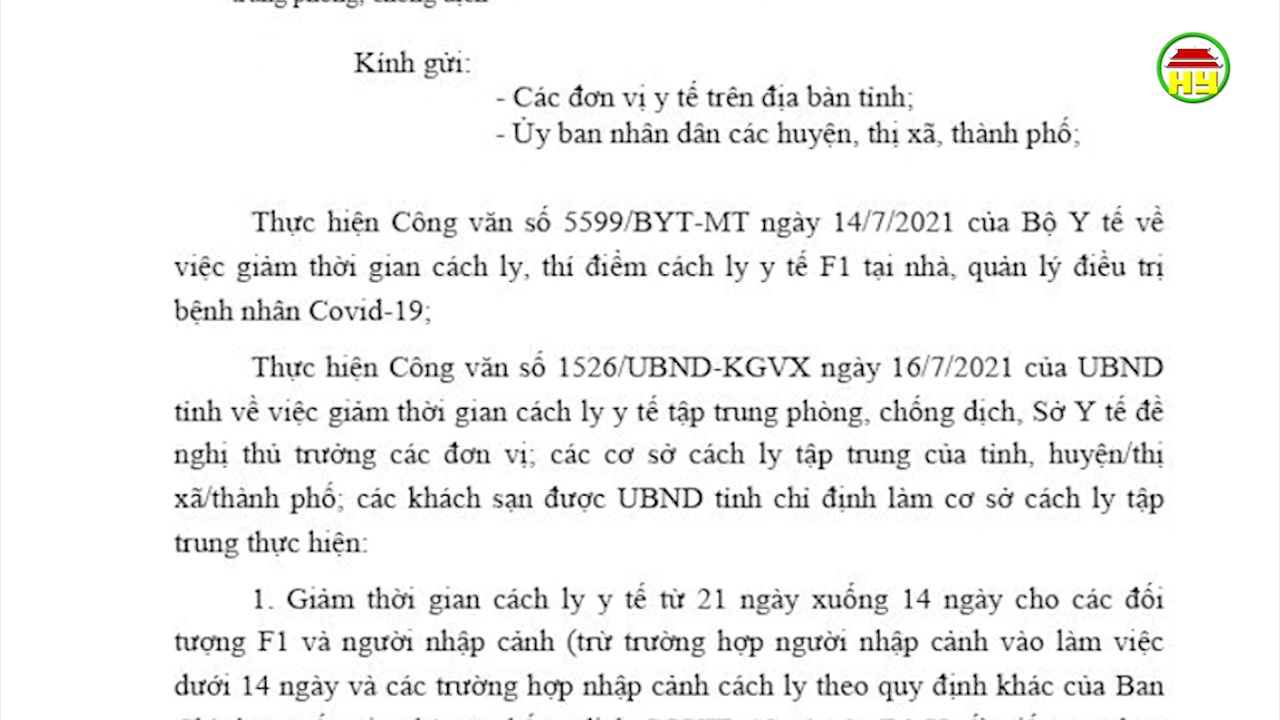 trung phòng, chống dịch
Kính gửi:
- Các đơn vị y tế trên địa bàn tỉnh;
- Ủy ban nhân dân các huyện, thị xã, thành phố;
HY
Thực hiện Công văn số 5599/BYT-MT ngày 14/7/2021 của Bộ Y tế về
việc giảm thời gian cách ly, thí điểm cách ly y tế F1 tại nhà, quản lý điều trị
bệnh nhân Covid-19;
Thực hiện Công văn số 1526/UBND-KGVX ngày 16/7/2021 của UBND
tỉnh về việc giảm thời gian cách ly y tế tập trung phòng, chống dịch, Sở Y tế đề
nghị thủ trưởng các đơn vị; các cơ sở cách ly tập trung của tỉnh, huyện/thị
xã/thành phố; các khách sạn được UBND tỉnh chỉ định làm cơ sở cách ly tập
trung thực hiện:
1. Giảm thời gian cách ly y tế từ 21 ngày xuống 14 ngày cho các đối
tượng F1 và người nhập cảnh (trừ trường hợp người nhập cảnh vào làm việc
dưới 14 ngày và các trường hợp nhập cảnh cách ly theo quy định khác của Ban